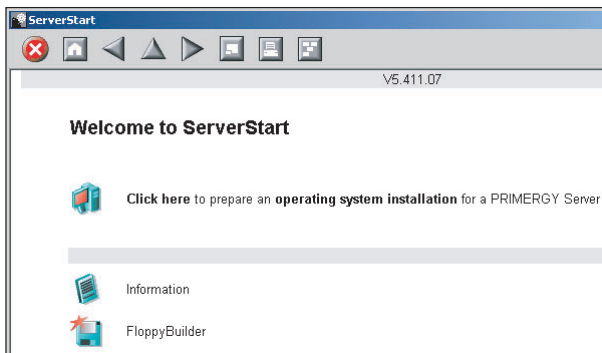 ServerStart
V5.411.07
Welcome to ServerStart
Click here to prepare an operating system installation for a PRIMERGY Server
Information
FloppyBuilder